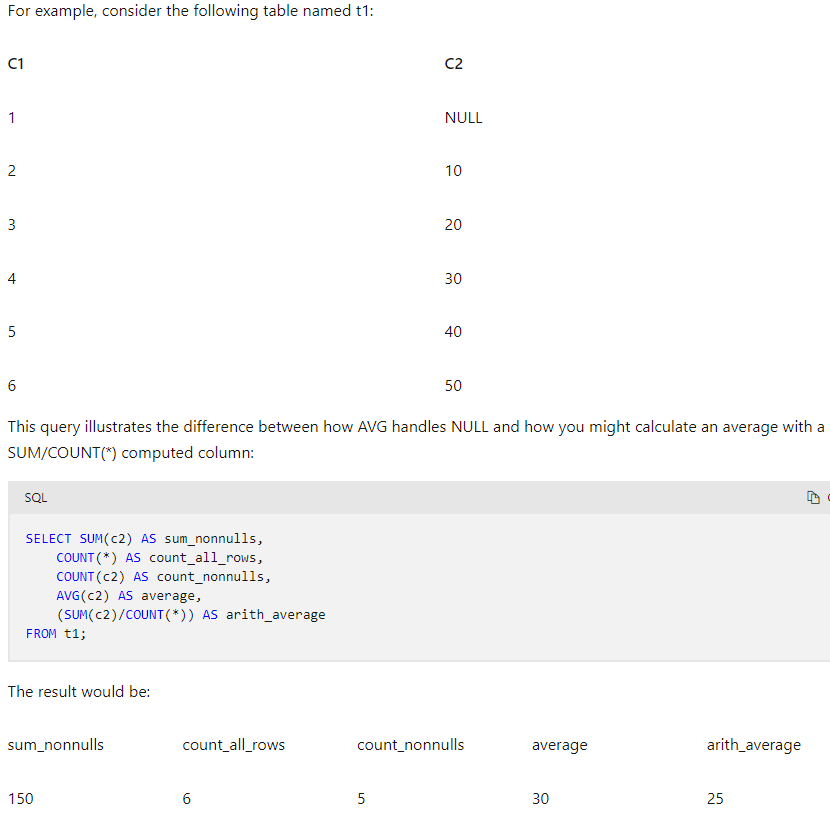 For example, consider the following table named t1:
C1 C2
1 NULL
2 10
3 20
4 30
5 40
6 50
This query illustrates the difference between how AVG handles NULL and how you might calculate an average with a
SUM/COUNT(*) computed column:
SQL
SELECT SUM(c2) AS sum_nonnulls,
    COUNT(*) AS count_all_rows,
    COUNT(c2) AS count_nonnulls,
    AVG(c2) AS average,
    (SUM(c2)/COUNT(*)) AS arith_average
FROM t1;
The result would be:
sum_nonnulls count_all_rows count_nonnulls average arith_average
150 6 5 30 25